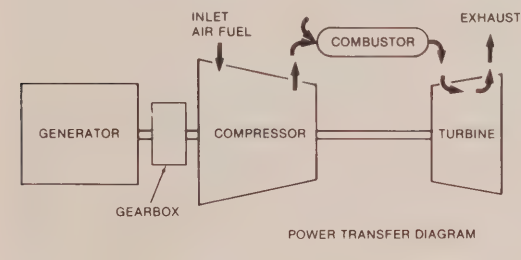 INLET
AIR FUEL
EXHAUST
COMBUSTOR
GENERATOR
COMPRESSOR
TURBINE
GEARBOX
POWER TRANSFER DIAGRAM